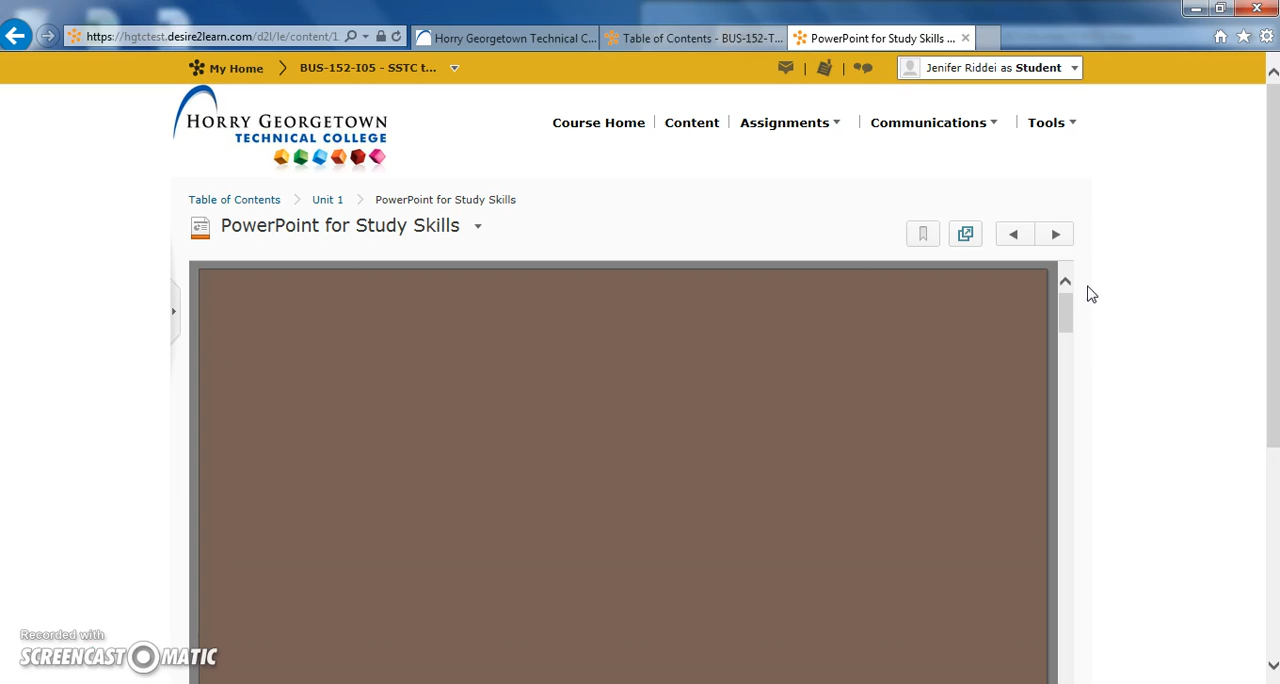 https://hgtctest.desire2learn.com/d2l/le/content/1
Horry Georgetown Technical C...
Table of Contents - BUS-152-T...
PowerPoint for Study Skills ...
My Home
BUS-152-I05 - SSTC t...
Jenifer Riddei as Student
HORRY GEORGETOWN
TECHNICAL COLLEGE
Course Home
Content
Assignments
Communications
Tools
Table of Contents
Unit 1
PowerPoint for Study Skills
PowerPoint for Study Skills
Recorded with
SCREENCAST-O-MATIC